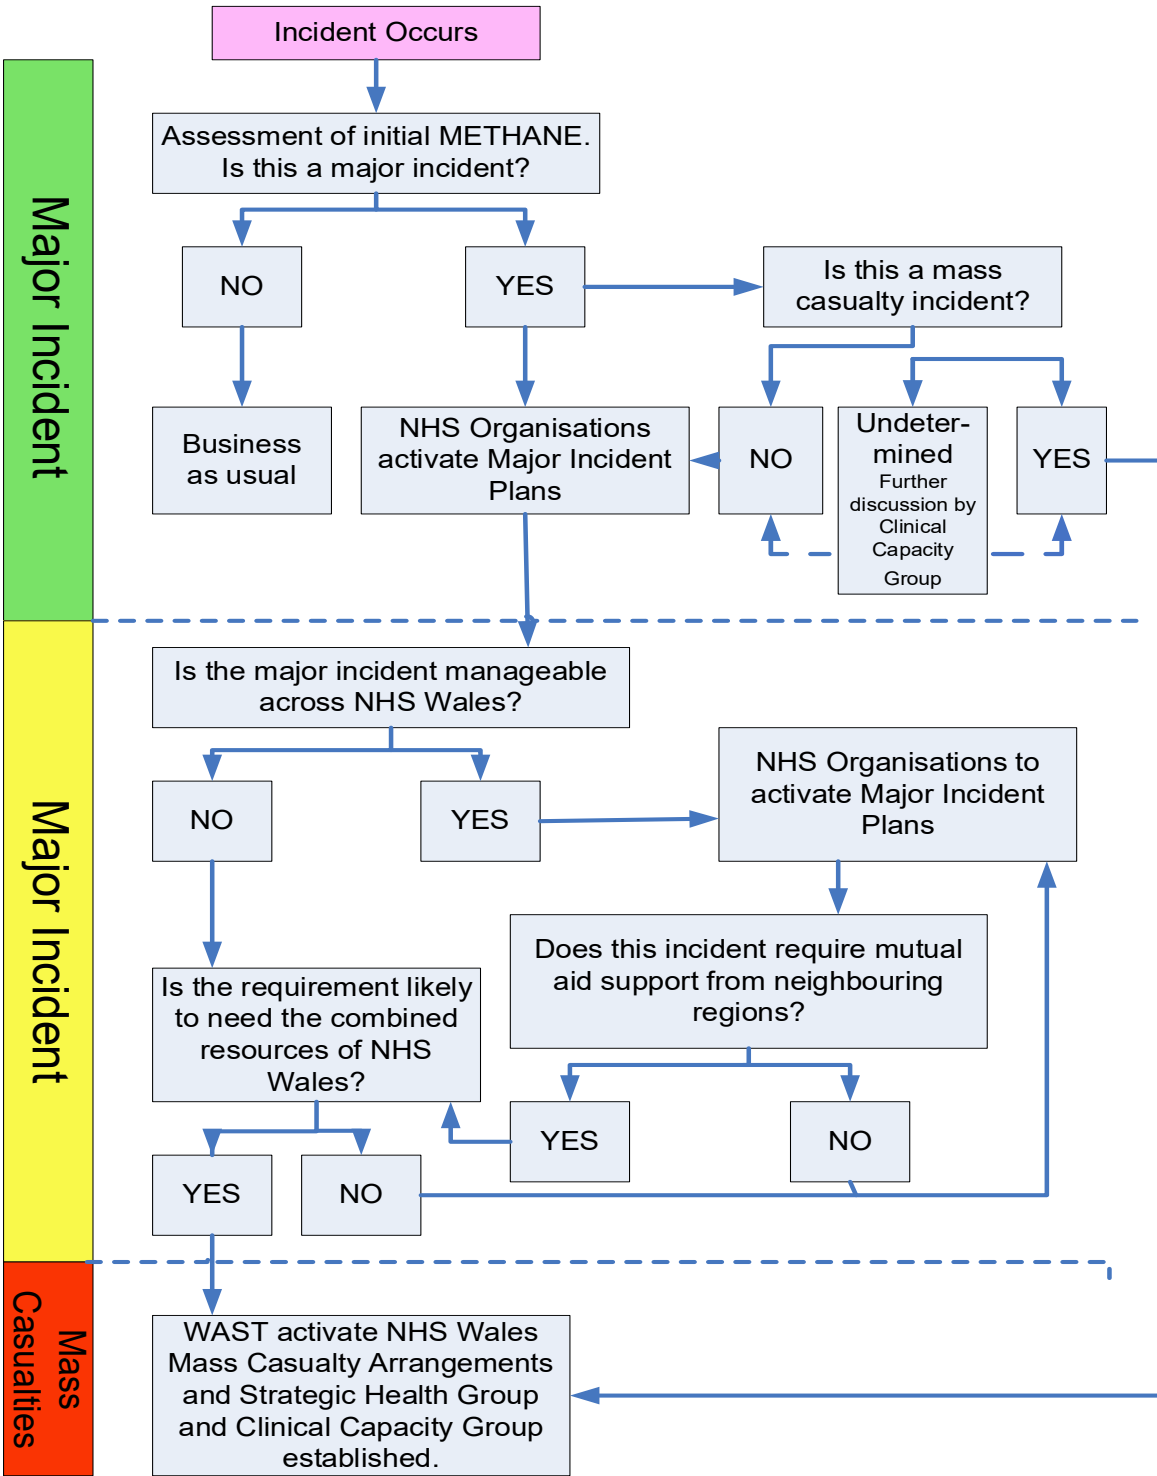 Incident Occurs
Major Incident
Assessment of initial METHANE.
Is this a major incident?
NO
YES
Is this a mass
casualty incident?
Business
as usual
NHS Organisations
activate Major Incident
Plans
NO
Undeter-
mined
Further
discussion by
Clinical
Capacity
Group
YES
Major Incident
Is the major incident manageable
across NHS Wales?
NO
YES
NHS Organisations to
activate Major Incident
Plans
Does this incident require mutual
aid support from neighbouring
regions?
Is the requirement likely
to need the combined
resources of NHS
Wales?
YES
NO
YES
NO
Mass
Casualties
WAST activate NHS Wales
Mass Casualty Arrangements
and Strategic Health Group
and Clinical Capacity Group
established.